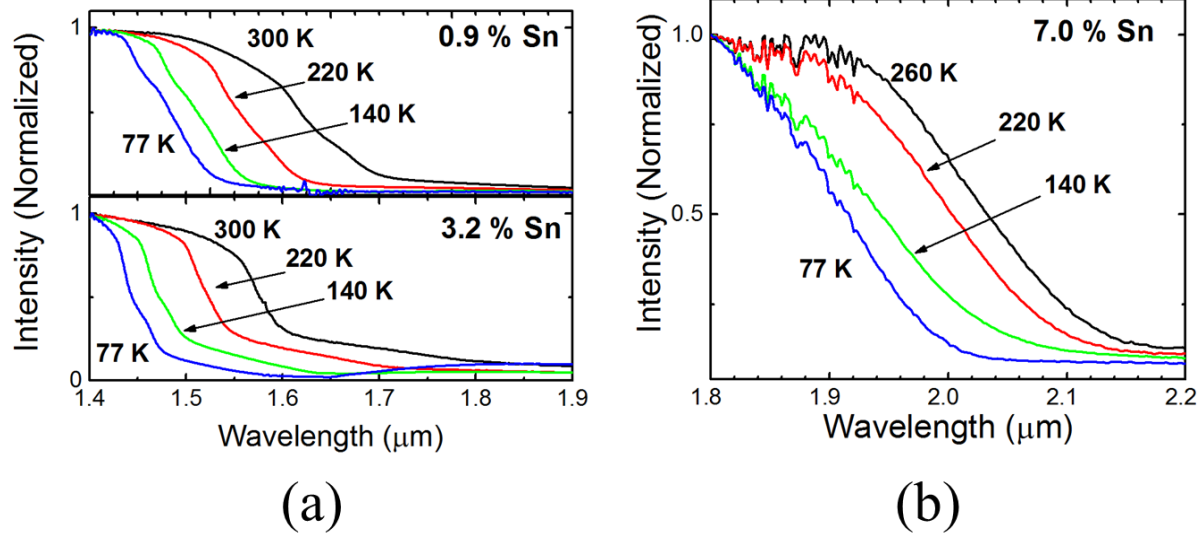 1
300 K
0.9 % Sn
220 K
140 K
77 K
Intensity (Normalized)
1
300 K
3.2 % Sn
220 K
140 K
77 K
0
1.4 1.5 1.6 1.7 1.8 1.9
Wavelength (μm)
(a)
1.0
7.0 % Sn
260 K
220 K
140 K
0.5
77 K
Intensity (Normalized)
1.8 1.9 2.0 2.1 2.2
Wavelength (μm)
(b)